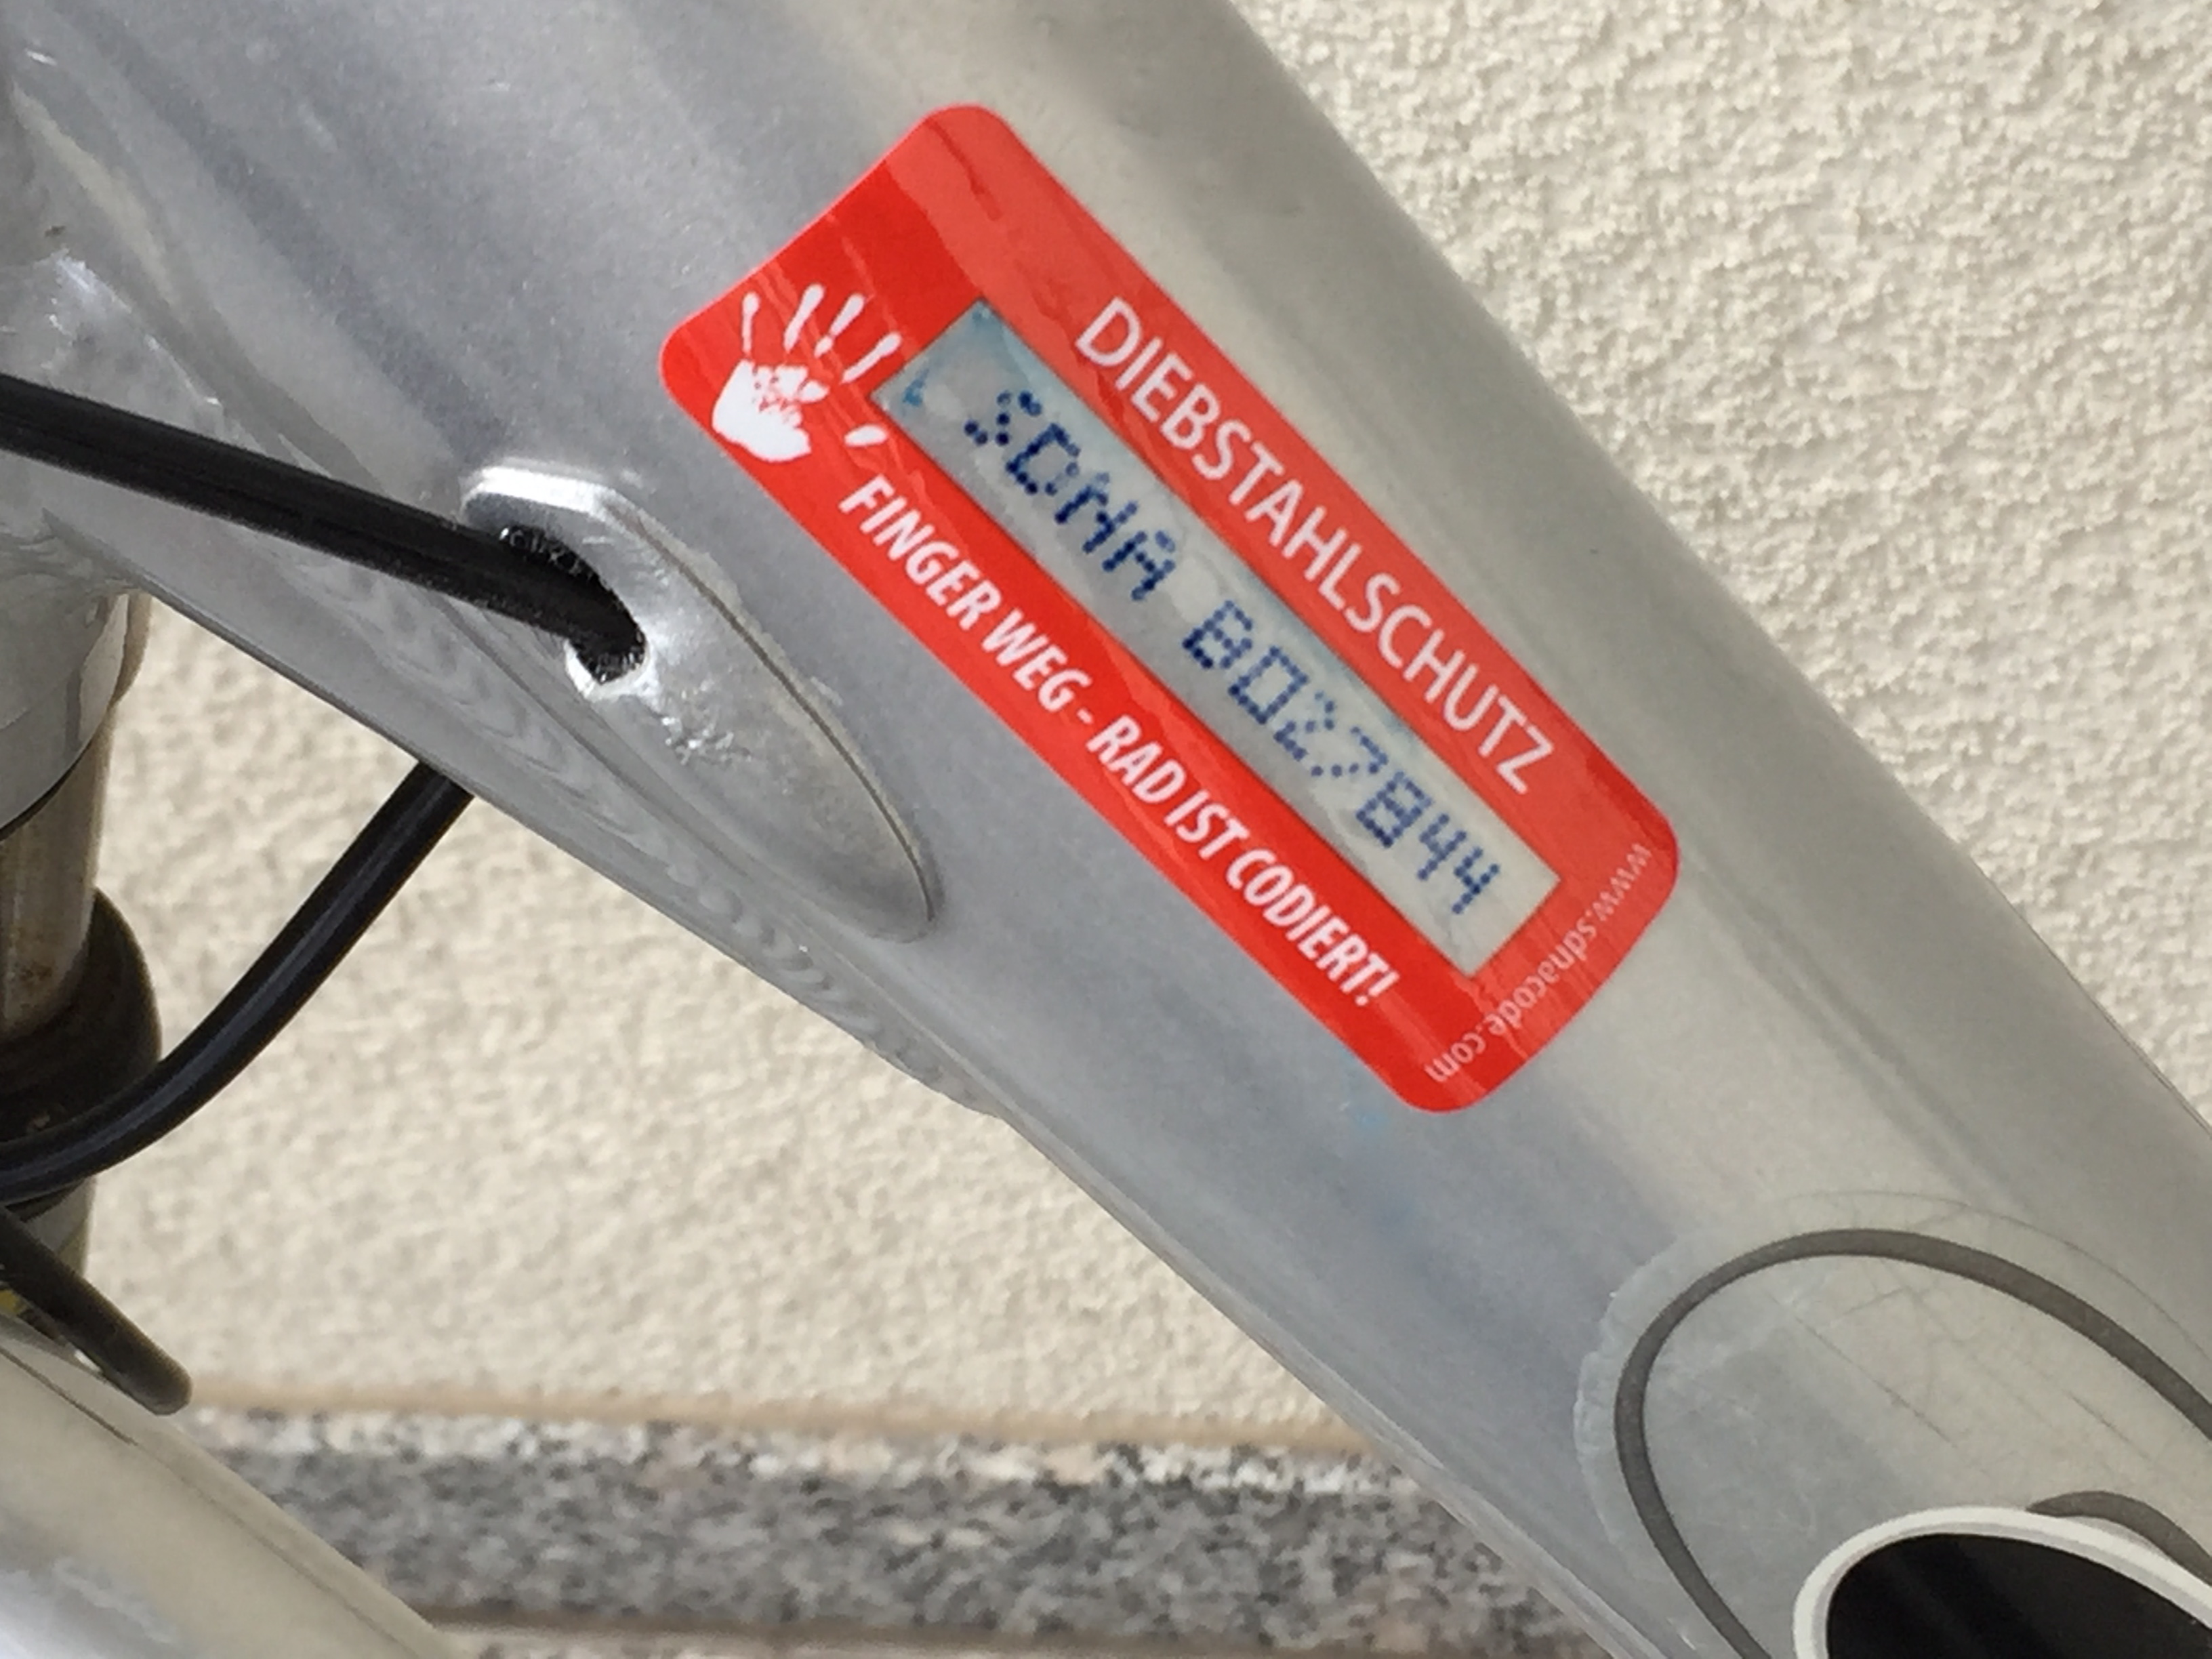 DIEBSTAHLSCHUTZ
SDNA B027844
FINGER WEG - RAD IST CODIERT!
www.sdnacode.com